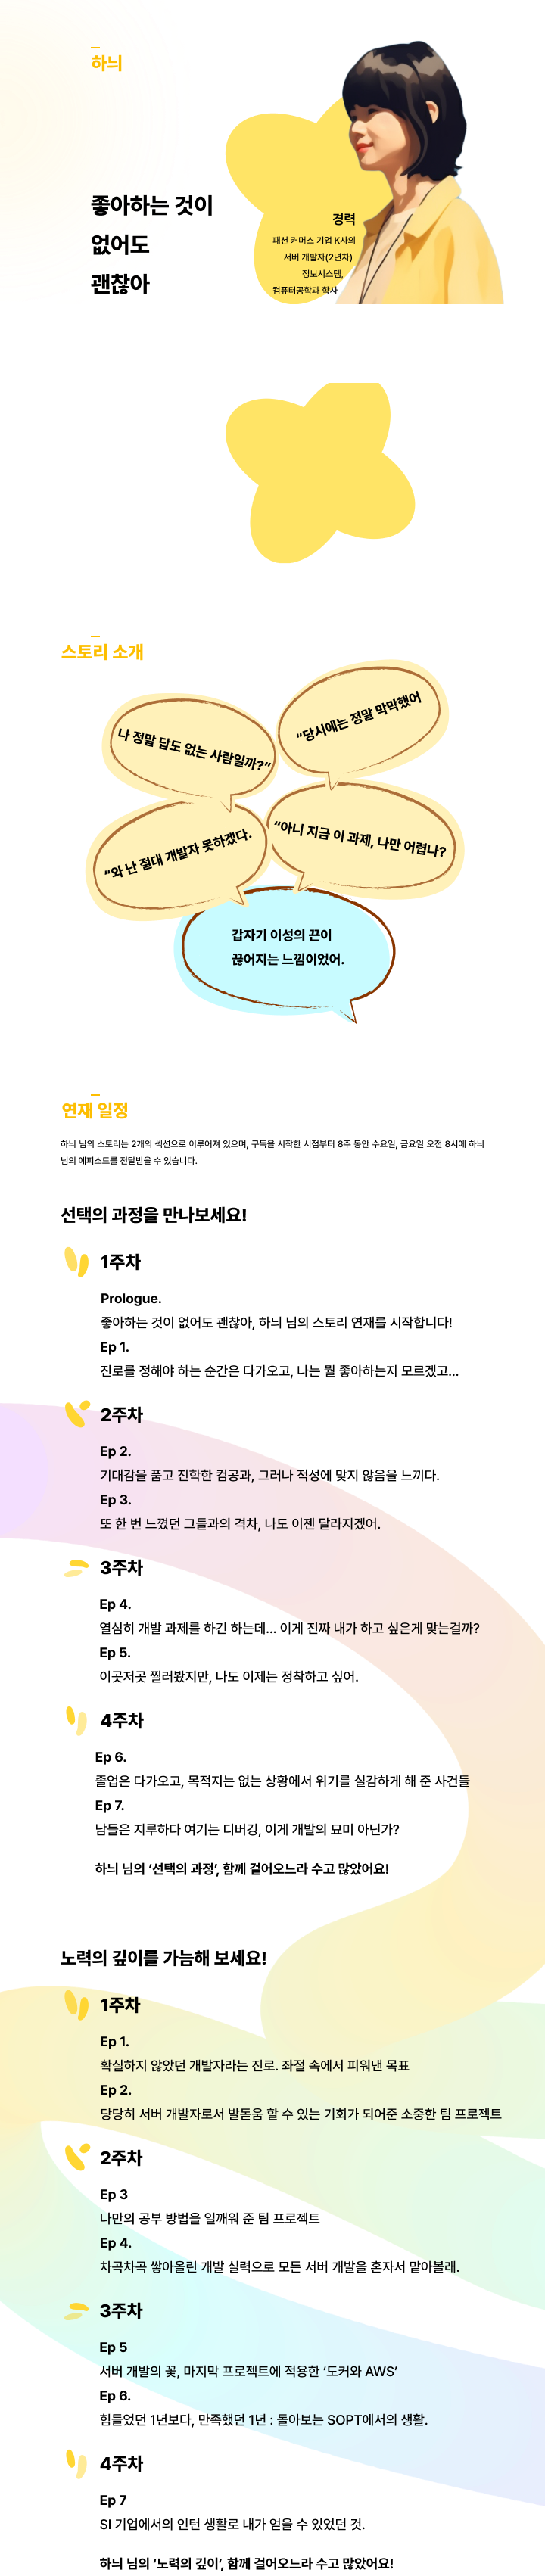 하늬
좋아하는 것이
없어도
괜찮아
경력
패션 커머스 기업 K사의
서버 개발자(2년차)
정보시스템,
컴퓨터공학과 학사
스토리 소개
“당시에는 정말 막막했어
나 정말 답도 없는 사람일까?”
“아니 지금 이 과제, 나만 어렵나?
“와 난 절대 개발자 못하겠다.
갑자기 이성의 끈이
끊어지는 느낌이었어.
연재 일정
하늬 님의 스토리는 2개의 섹션으로 이루어져 있으며, 구독을 시작한 시점부터 8주 동안 수요일, 금요일 오전 8시에 하늬
님의 에피소드를 전달받을 수 있습니다.
선택의 과정을 만나보세요!
1주차
Prologue.
좋아하는 것이 없어도 괜찮아, 하늬 님의 스토리 연재를 시작합니다!
Ep 1.
진로를 정해야 하는 순간은 다가오고, 나는 뭘 좋아하는지 모르겠고...
2주차
Ep 2.
기대감을 품고 진학한 컴공과, 그러나 적성에 맞지 않음을 느끼다.
Ep 3.
또 한 번 느꼈던 그들과의 격차, 나도 이젠 달라지겠어.
3주차
Ep 4.
열심히 개발 과제를 하긴 하는데... 이게 진짜 내가 하고 싶은게 맞는걸까?
Ep 5.
이곳저곳 찔러봤지만, 나도 이제는 정착하고 싶어.
4주차
Ep 6.
졸업은 다가오고, 목적지는 없는 상황에서 위기를 실감하게 해 준 사건들
Ep 7.
남들은 지루하다 여기는 디버깅, 이게 개발의 묘미 아닌가?
하늬 님의 ‘선택의 과정’, 함께 걸어오느라 수고 많았어요!
노력의 깊이를 가늠해 보세요!
1주차
Ep 1.
확실하지 않았던 개발자라는 진로. 좌절 속에서 피워낸 목표
Ep 2.
당당히 서버 개발자로서 발돋움 할 수 있는 기회가 되어준 소중한 팀 프로젝트
2주차
Ep 3
나만의 공부 방법을 일깨워 준 팀 프로젝트
Ep 4.
차곡차곡 쌓아올린 개발 실력으로 모든 서버 개발을 혼자서 맡아볼래.
3주차
Ep 5
서버 개발의 꽃, 마지막 프로젝트에 적용한 ‘도커와 AWS’
Ep 6.
힘들었던 1년보다, 만족했던 1년 : 돌아보는 SOPT에서의 생활.
4주차
Ep 7
SI 기업에서의 인턴 생활로 내가 얻을 수 있었던 것.
하늬 님의 ‘노력의 깊이’, 함께 걸어오느라 수고 많았어요!